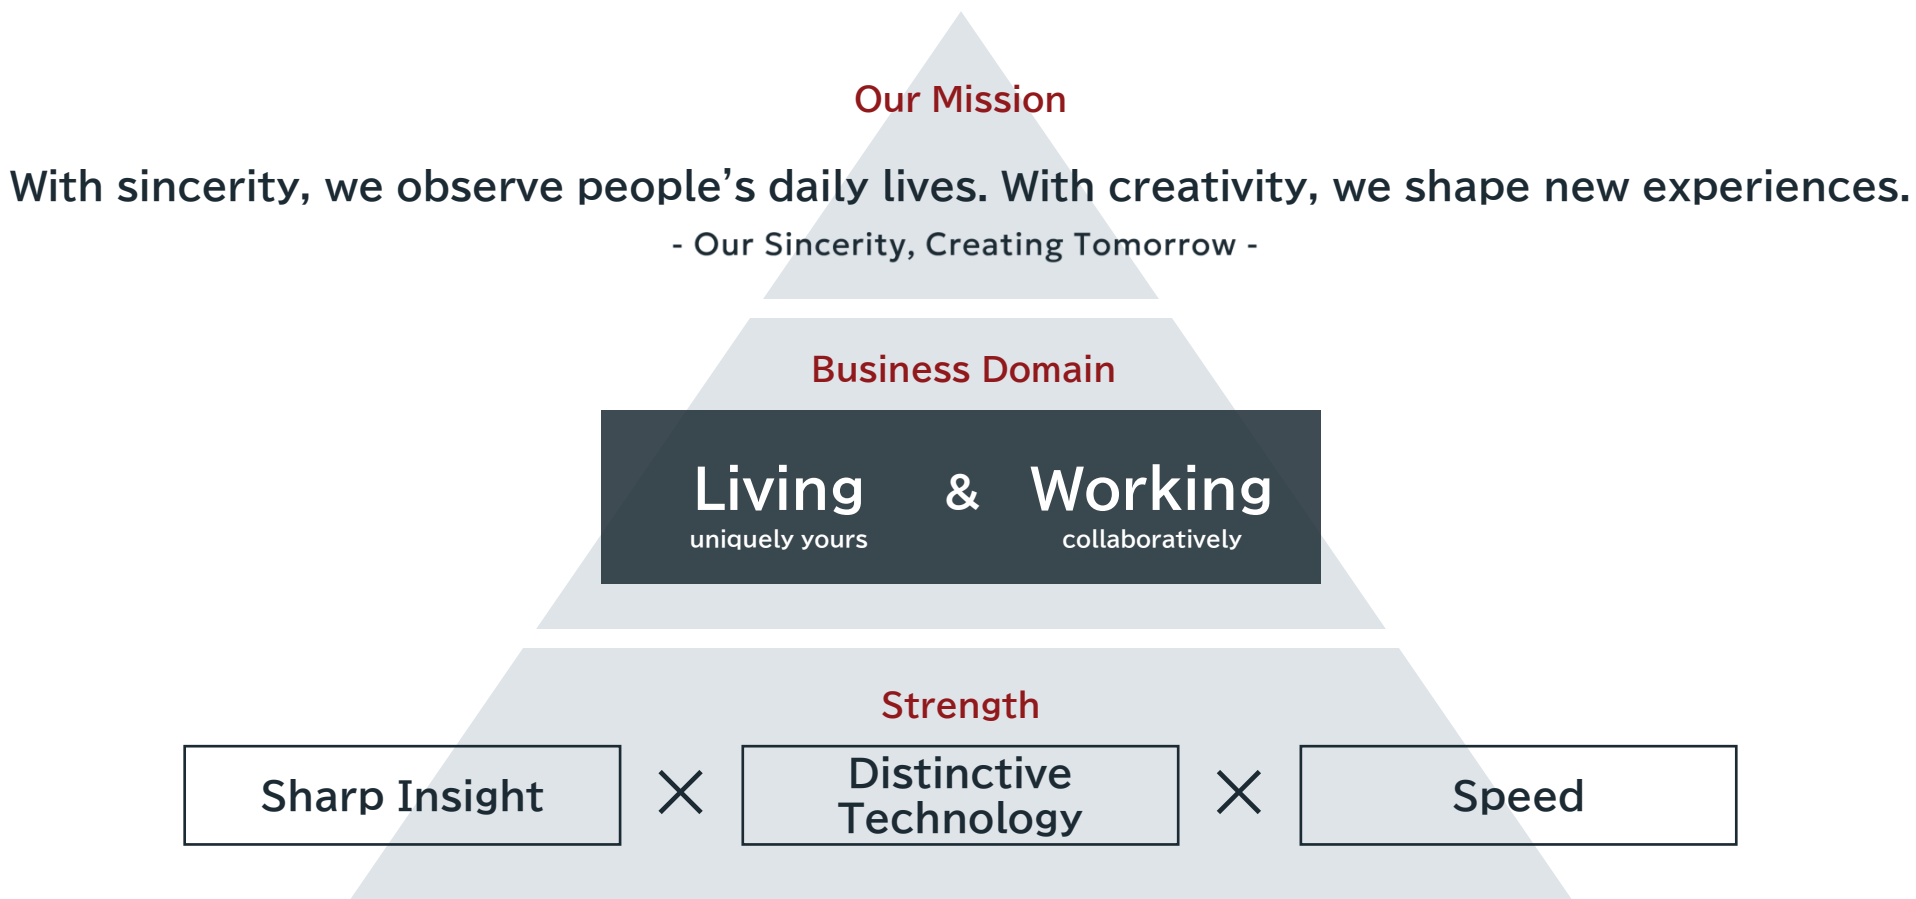 Our Mission
With sincerity, we observe people’s daily lives. With creativity, we shape new experiences.
- Our Sincerity, Creating Tomorrow -
Business Domain
Living & Working
uniquely yours collaboratively
Strength
Sharp Insight × Distinctive Technology × Speed